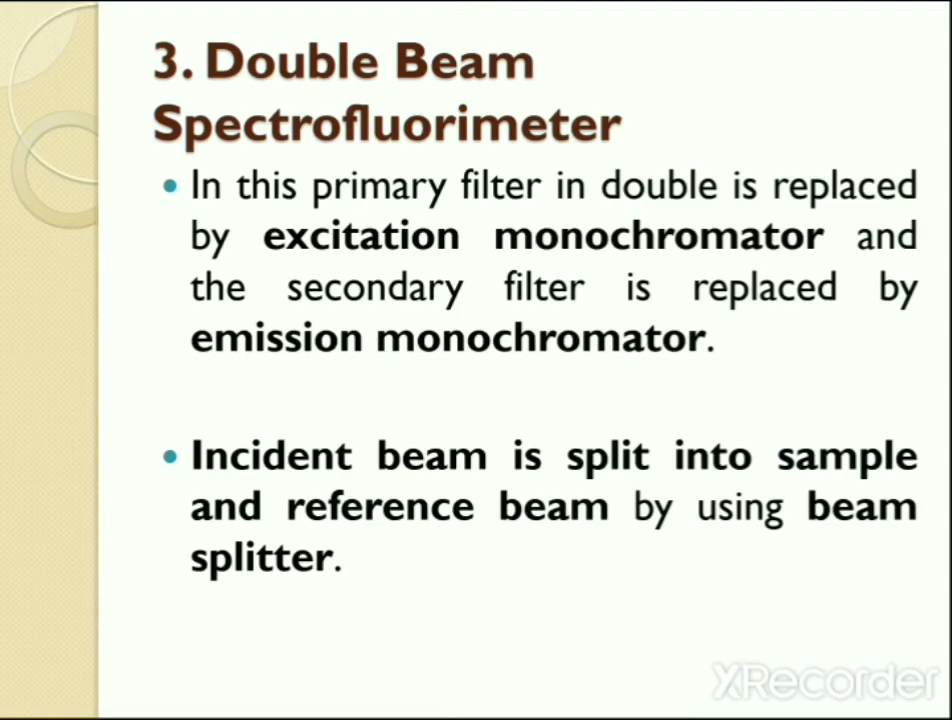 3. Double Beam
Spectrofluorimeter
• In this primary filter in double is replaced
by excitation monochromator and
the secondary filter is replaced by
emission monochromator.
• Incident beam is split into sample
and reference beam by using beam
splitter.
XRecorder